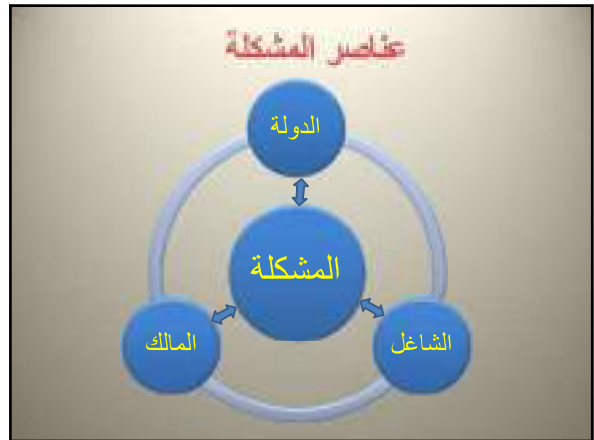 عناصر المشكلة
الدولة
المشكلة
الشاغل
المالك